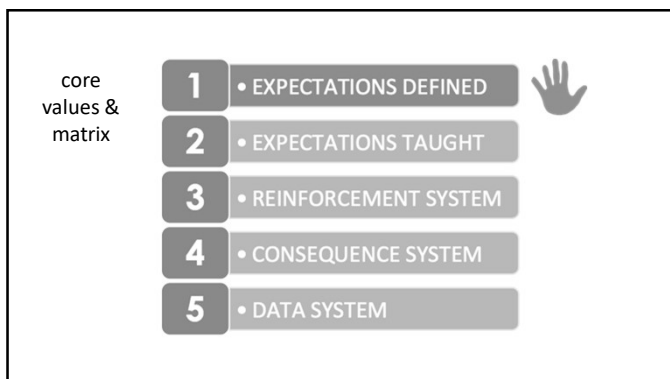 core
values &
matrix
1 • EXPECTATIONS DEFINED
2 • EXPECTATIONS TAUGHT
3 • REINFORCEMENT SYSTEM
4 • CONSEQUENCE SYSTEM
5 • DATA SYSTEM